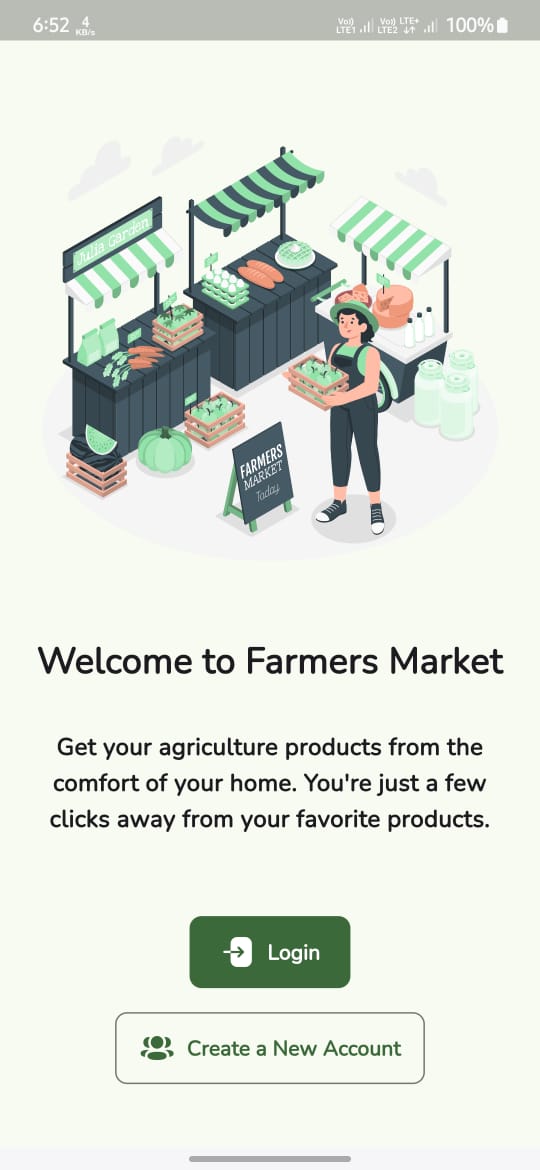 6:52 4 KB/s Vo)) LTE1 Vo)) LTE+ LTE2 100%
Julia Garden
FARMERS
MARKET
Today
Welcome to Farmers Market
Get your agriculture products from the
comfort of your home. You're just a few
clicks away from your favorite products.
Login
Create a New Account